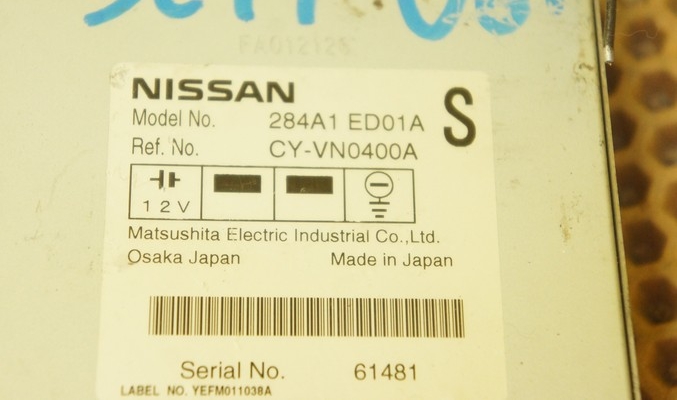 FA012125
NISSAN
S
Model No. 284A1 ED01A
Ref. No. CY-VN0400A
12V
Matsushita Electric Industrial Co.,Ltd.
Osaka Japan Made in Japan
Serial No. 61481
LABEL NO. YEFM011038A